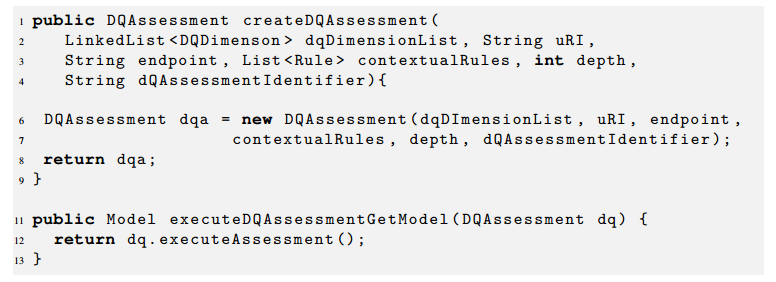 1 public DQAssessment createDQAssessment(
2 LinkedList<DQDimenson> dqDimensionList, String uRI,
3 String endpoint, List<Rule> contextualRules, int depth,
4 String dQAssessmentIdentifier){
6 DQAssessment dqa = new DQAssessment(dqDImensionList, uRI, endpoint,
7 contextualRules, depth, dQAssessmentIdentifier);
8 return dqa;
9 }
11 public Model executeDQAssessmentGetModel(DQAssessment dq) {
12 return dq.executeAssessment();
13 }